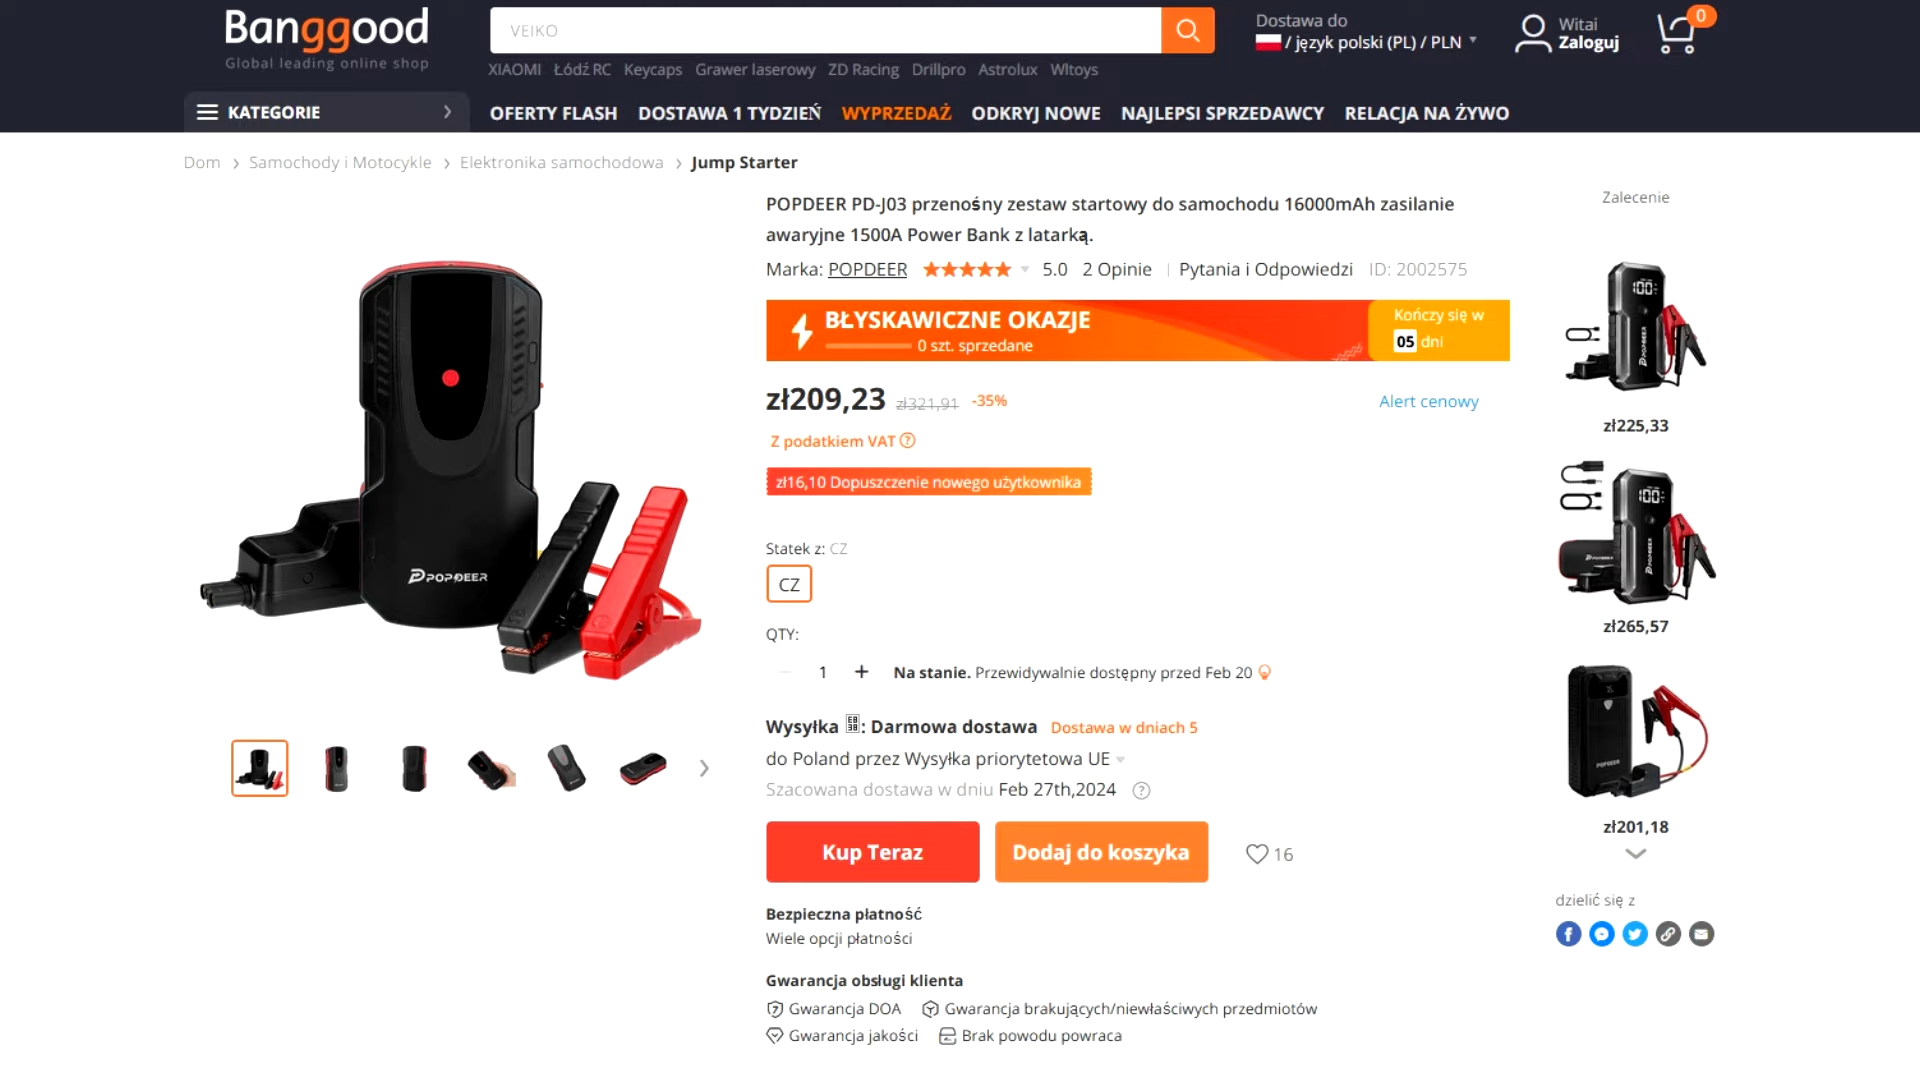 Banggood
Global leading online shop
VEIKO
Dostawa do
/ język polski (PL) / PLN
Witai
Zaloguj
0
XIAOMI Łódź RC Keycaps Grawer laserowy ZD Racing Drillpro Astrolux Wltoys
KATEGORIE
OFERTY FLASH DOSTAWA 1 TYDZIEŃ WYPRZEDAŻ ODKRYJ NOWE NAJLEPSI SPRZEDAWCY RELACJA NA ŻYWO
Dom > Samochody i Motocykle > Elektronika samochodowa > Jump Starter
POPDEER PD-J03 przenośny zestaw startowy do samochodu 16000mAh zasilanie
awaryjne 1500A Power Bank z latarką.
Marka: POPDEER 5.0 2 Opinie | Pytania i Odpowiedzi ID: 2002575
BŁYSKAWICZNE OKAZJE
0 szt. sprzedane
Kończy się w
05 dni
zł209,23 zł321,91 -35%
Alert cenowy
Z podatkiem VAT ?
zł16,10 Dopuszczenie nowego użytkownika
Statek z: CZ
CZ
QTY:
1 + Na stanie. Przewidywalnie dostępny przed Feb 20
Wysyłka : Darmowa dostawa Dostawa w dniach 5
do Poland przez Wysyłka priorytetowa UE
Szacowana dostawa w dniu Feb 27th,2024 ?
Kup Teraz
Dodaj do koszyka
16
Bezpieczna płatność
Wiele opcji płatności
Gwarancja obsługi klienta
Gwarancja DOA Gwarancja brakujących/niewłaściwych przedmiotów
Gwarancja jakości Brak powodu powraca
POPDEER
Zalecenie
100
POPDEER
zł225,33
100
POPDEER
zł265,57
POPDEER
zł201,18
dzielić się z